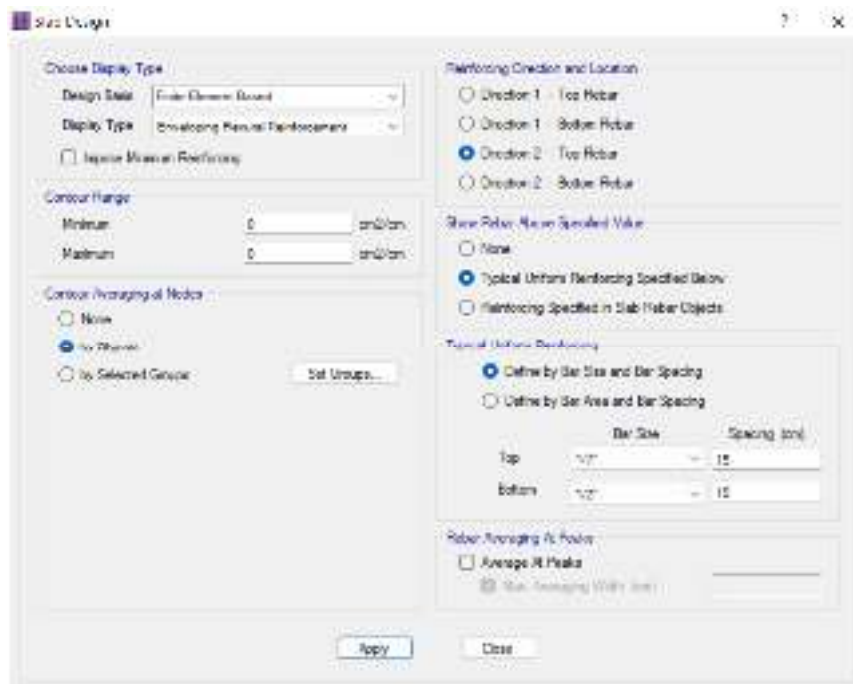 Slab Design
Choose Display Type
Design Basis Finite Element Based
Display Type Enveloping Flexural Reinforcement
Impose Minimum Reinforcing
Contour Range
Minimum 0 cm2/cm
Maximum 0 cm2/cm
Contour Averaging at Nodes
None
by Objects
by Selected Groups Set Groups...
Reinforcing Direction and Location
Direction 1 - Top Rebar
Direction 1 - Bottom Rebar
Direction 2 - Top Rebar
Direction 2 - Bottom Rebar
Show Rebar Above Specified Value
None
Typical Uniform Reinforcing Specified Below
Reinforcing Specified in Slab Rebar Objects
Typical Uniform Reinforcing
Define by Bar Size and Bar Spacing
Define by Bar Area and Bar Spacing
Bar Size Spacing (cm)
Top 1/2" 15
Bottom 1/2" 15
Rebar Averaging At Peaks
Average At Peaks
Averaging Width
Apply Close